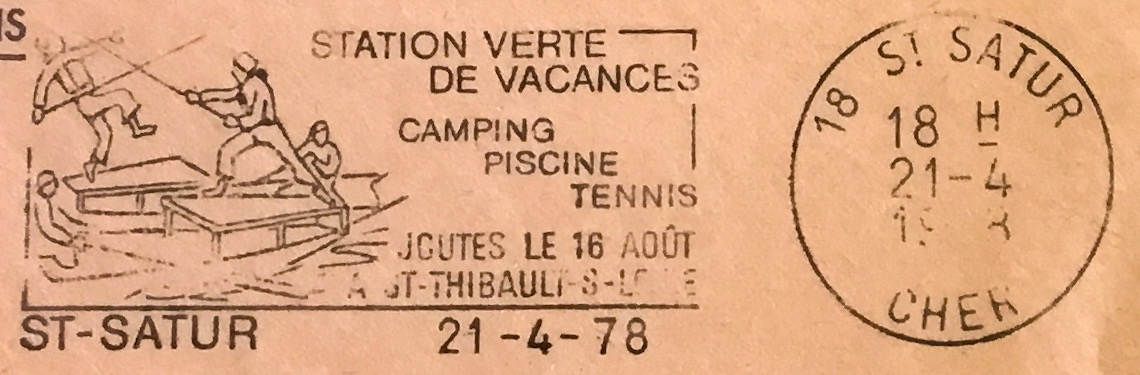 STATION VERTE
DE VACANCES
CAMPING
PISCINE
TENNIS
JOUTES LE 16 AOÛT
A ST-THIBAULT-S-LOIRE
ST-SATUR 21-4-78
18 ST SATUR
18 H
21-4
CHER